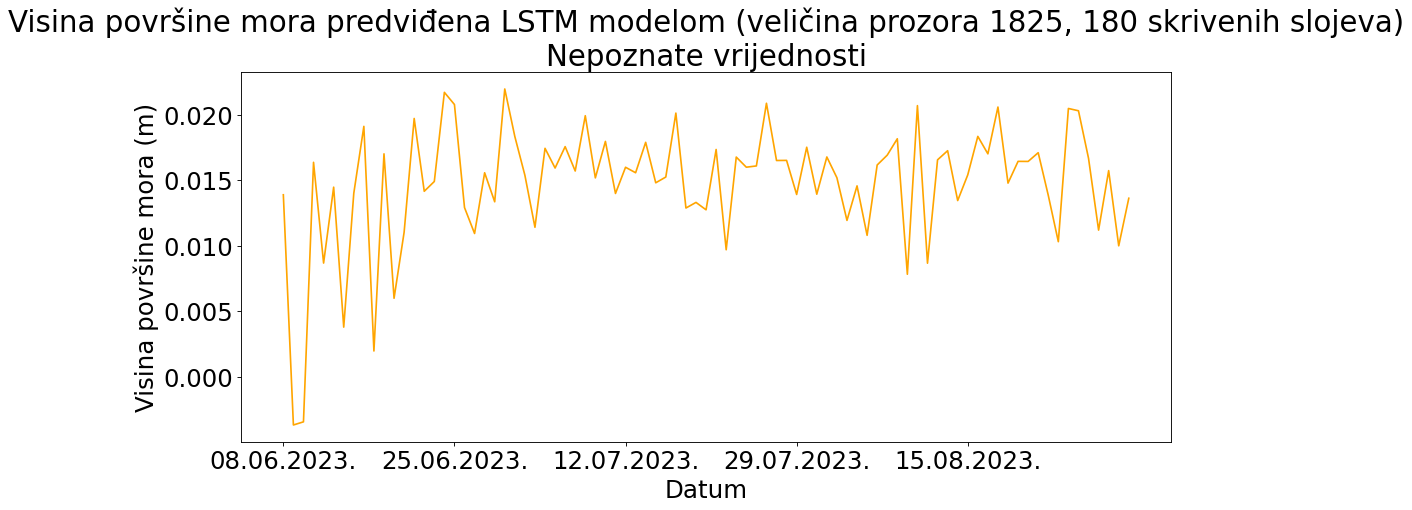 Visina površine mora predviđena LSTM modelom (veličina prozora 1825, 180 skrivenih slojeva)
Nepoznate vrijednosti
Visina površine mora (m)
0.020
0.015
0.010
0.005
0.000
08.06.2023. 25.06.2023. 12.07.2023. 29.07.2023. 15.08.2023.
Datum